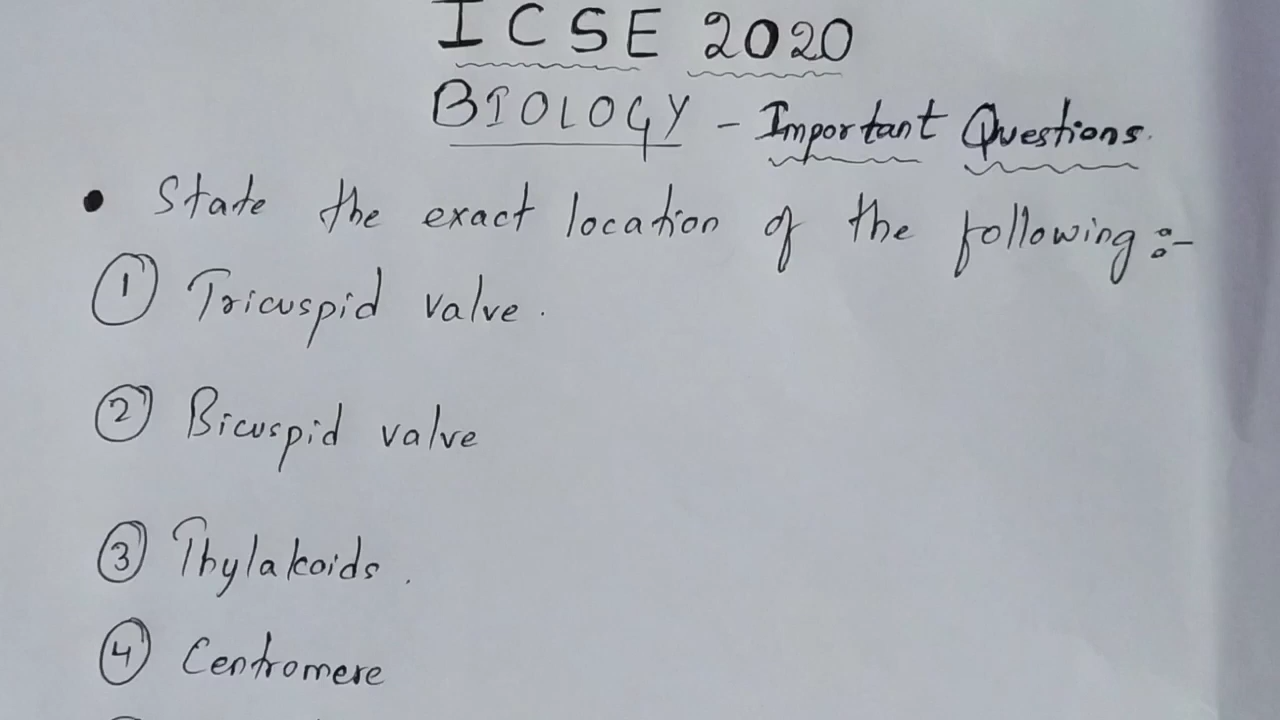 ICSE 2020
BIOLOGY - Important Questions.
• State the exact location of the following :-
① Tricuspid valve.
② Bicuspid valve
③ Thylakoids.
④ Centromere